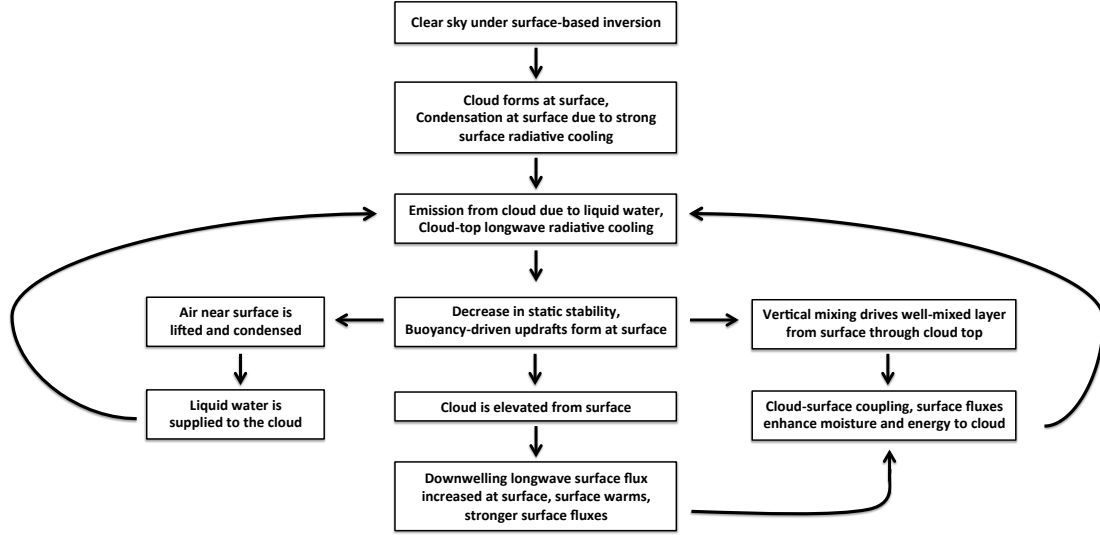 Clear sky under surface-based inversion
Cloud forms at surface,
Condensation at surface due to strong
surface radiative cooling
Emission from cloud due to liquid water,
Cloud-top longwave radiative cooling
Air near surface is
lifted and condensed
Decrease in static stability,
Buoyancy-driven updrafts form at surface
Vertical mixing drives well-mixed layer
from surface through cloud top
Liquid water is
supplied to the cloud
Cloud is elevated from surface
Cloud-surface coupling, surface fluxes
enhance moisture and energy to cloud
Downwelling longwave surface flux
increased at surface, surface warms,
stronger surface fluxes